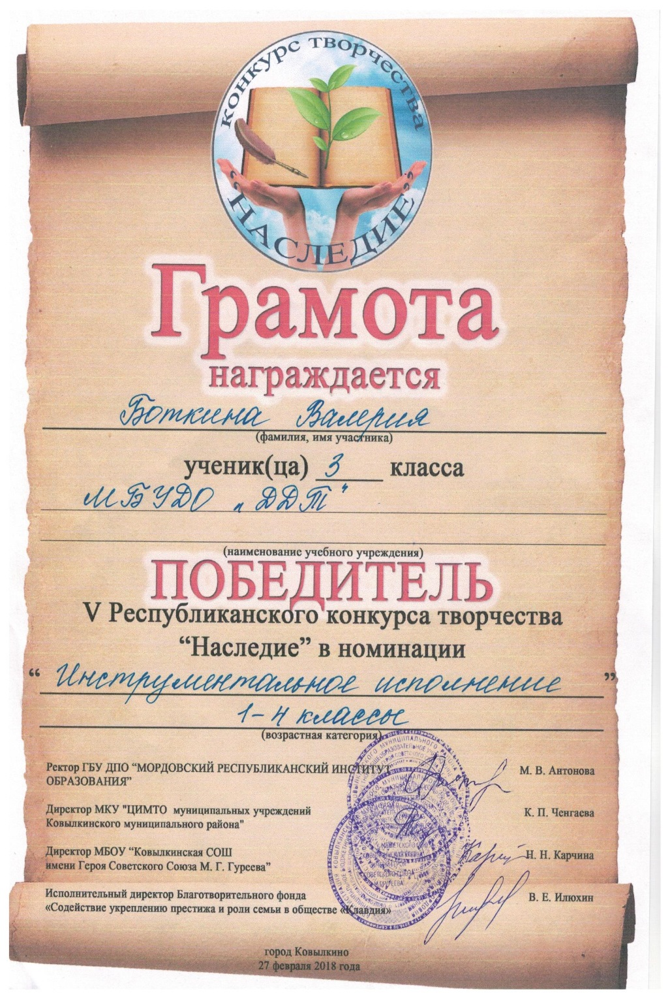 конкурс творчества
“НАСЛЕДИЕ”
Грамота
награждается
Боткина Валерия
(фамилия, имя участника)
ученик(ца) 3 класса
МБУДО „ДДТ"
(наименование учебного учреждения)
ПОБЕДИТЕЛЬ
V Республиканского конкурса творчества
“Наследие” в номинации
“ Инструментальное исполнение ”
1-4 классы
(возрастная категория)
Ректор ГБУ ДПО “МОРДОВСКИЙ РЕСПУБЛИКАНСКИЙ ИНСТИТУТ М. В. Антонова
ОБРАЗОВАНИЯ”
Директор МКУ "ЦИМТО муниципальных учреждений К. П. Ченгаева
Ковылкинского муниципального района"
Директор МБОУ “Ковылкинская СОШ Н. Н. Карчина
имени Героя Советского Союза М. Г. Гуреева”
Исполнительный директор Благотворительного фонда В. Е. Илюхин
«Содействие укреплению престижа и роли семьи в обществе «Клавдия»
город Ковылкино
27 февраля 2018 года